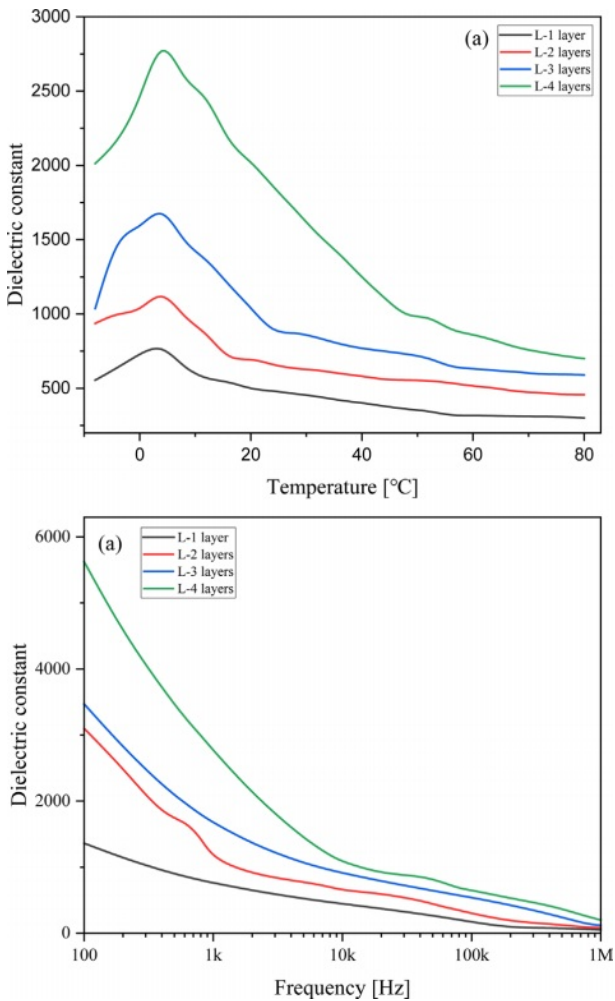 3000
(a)
L-1 layer
L-2 layers
L-3 layers
L-4 layers
2500
2000
1500
1000
500
Dielectric constant
0 20 40 60 80
Temperature [℃]
6000
(a)
L-1 layer
L-2 layers
L-3 layers
L-4 layers
4000
2000
0
Dielectric constant
100 1k 10k 100k 1M
Frequency [Hz]